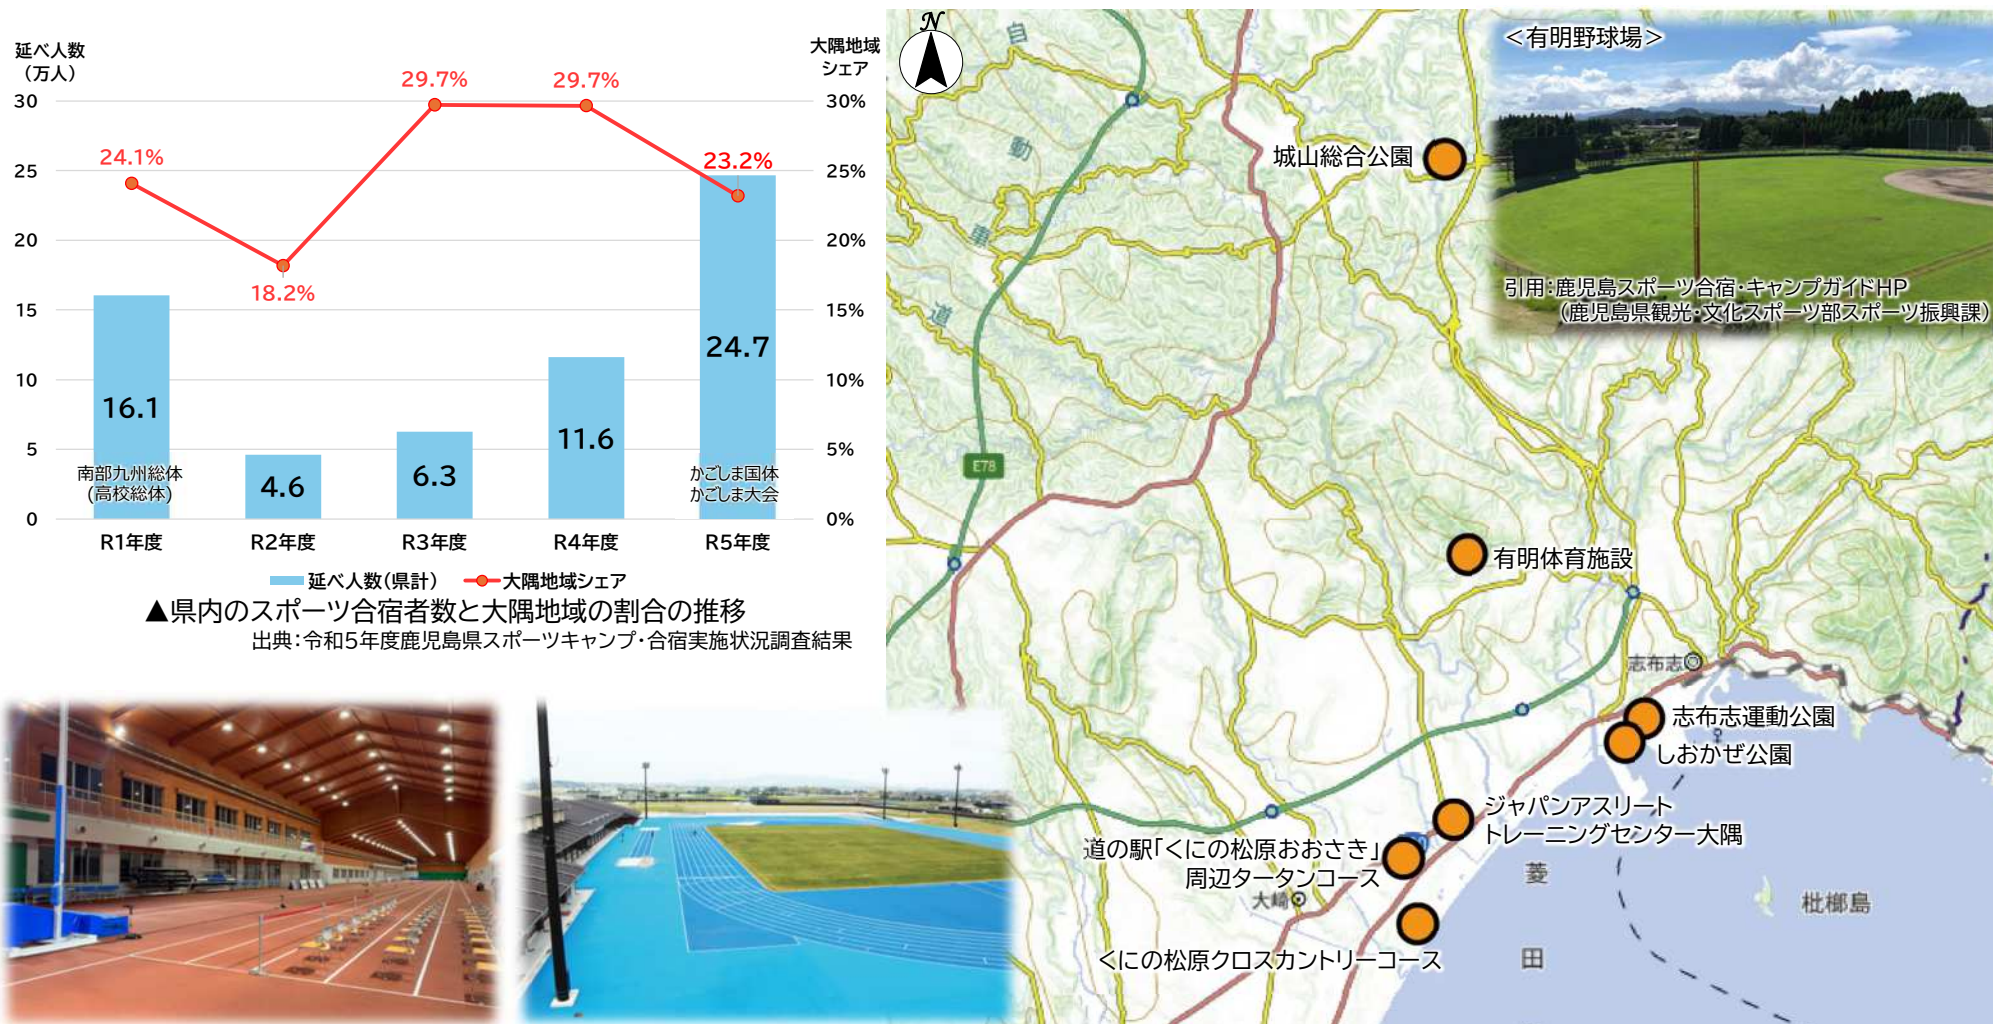 延べ人数
（万人）
大隅地域
シェア
30
25
20
15
10
5
0
30%
25%
20%
15%
10%
5%
0%
24.1%
18.2%
29.7%
29.7%
23.2%
16.1
4.6
6.3
11.6
24.7
南部九州総体
（高校総体）
かごしま国体
かごしま大会
R1年度
R2年度
R3年度
R4年度
R5年度
延べ人数（県計）
大隅地域シェア
▲県内のスポーツ合宿者数と大隅地域の割合の推移
出典：令和5年度鹿児島県スポーツキャンプ・合宿実施状況調査結果
N
自
動
車
道
E78
＜有明野球場＞
引用：鹿児島スポーツ合宿・キャンプガイドHP
（鹿児島県観光・文化スポーツ部スポーツ振興課）
城山総合公園
有明体育施設
志布志
志布志運動公園
しおかぜ公園
ジャパンアスリート
トレーニングセンター大隅
道の駅「くにの松原おおさき」
周辺タータンコース
大崎
くにの松原クロスカントリーコース
菱
田
枇榔島